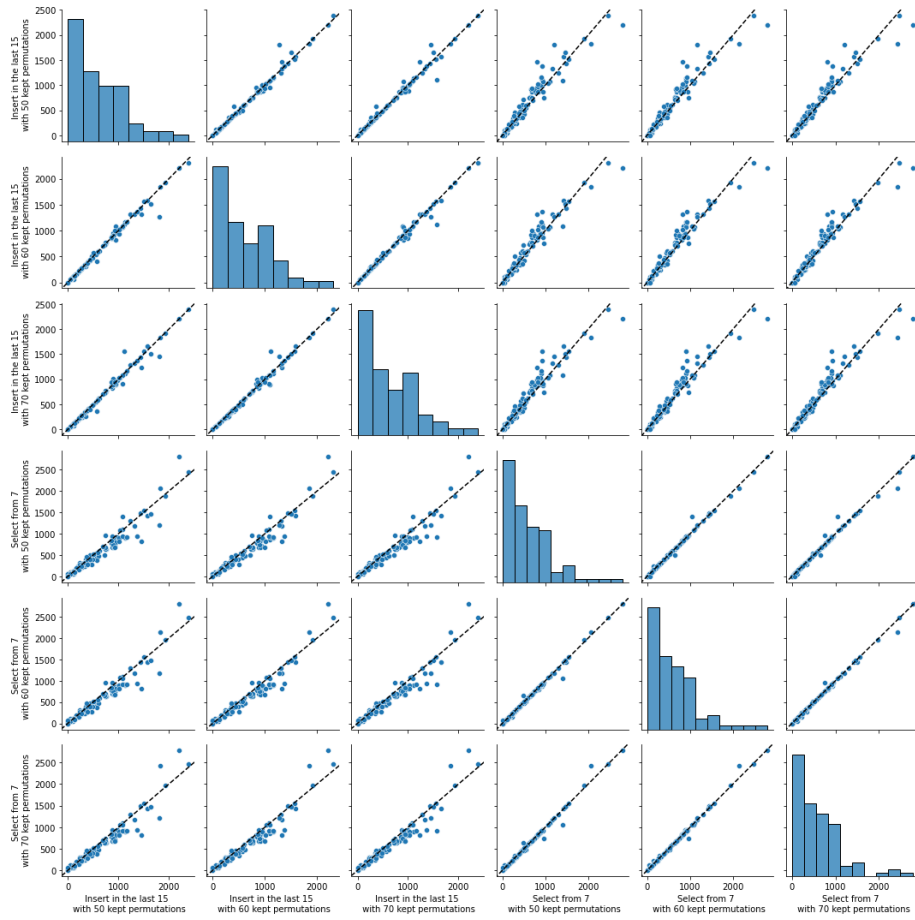 2500
2000
1500
1000
500
0
Insert in the last 15
with 50 kept permutations
2000
1500
1000
500
0
Insert in the last 15
with 60 kept permutations
2500
2000
1500
1000
500
0
Insert in the last 15
with 70 kept permutations
2500
2000
1500
1000
500
0
Select from 7
with 50 kept permutations
2500
2000
1500
1000
500
0
Select from 7
with 60 kept permutations
2500
2000
1500
1000
500
0
Select from 7
with 70 kept permutations
0 1000 2000 0 1000 2000 0 1000 2000 0 1000 2000 0 1000 2000 0 1000 2000
Insert in the last 15
with 50 kept permutations
Insert in the last 15
with 60 kept permutations
Insert in the last 15
with 70 kept permutations
Select from 7
with 50 kept permutations
Select from 7
with 60 kept permutations
Select from 7
with 70 kept permutations